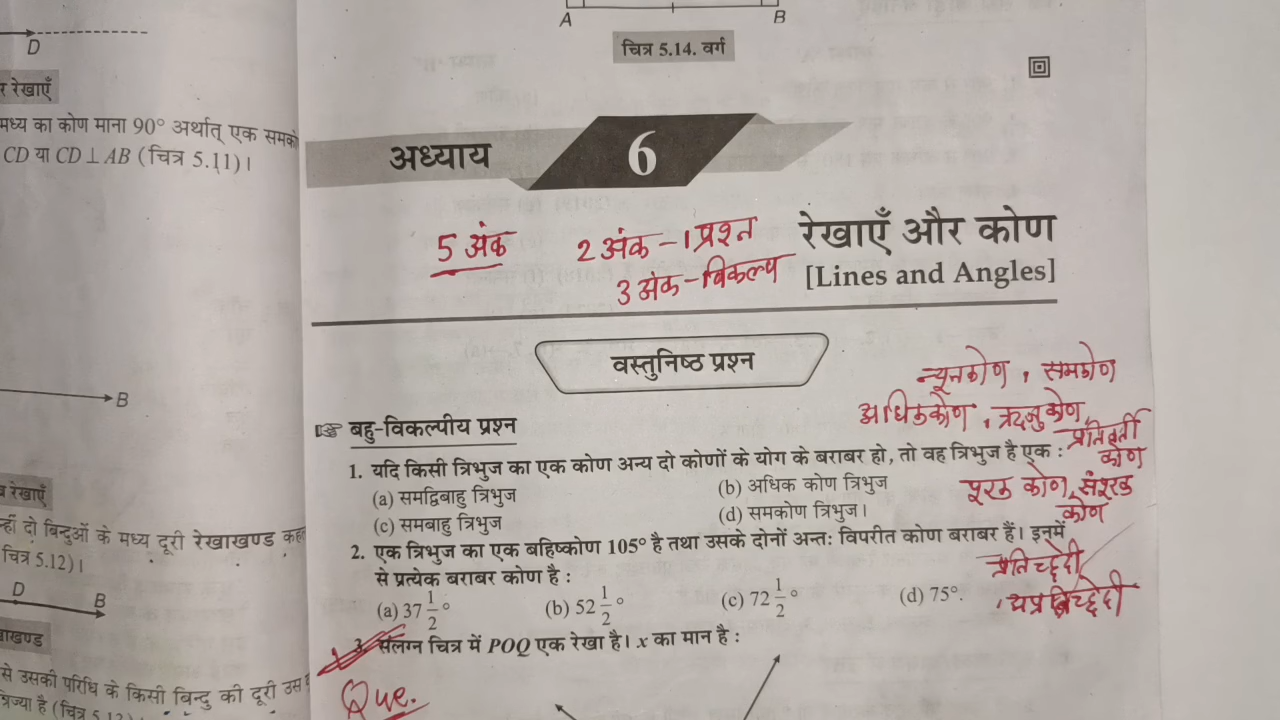 D
र रेखाएँ
मध्य का कोण माना 90° अर्थात् एक समको
CD या CD ⊥ AB (चित्र 5.11)।
B
व रेखाएँ
न्हीं दो बिन्दुओं के मध्य दूरी रेखाखण्ड कहा
चित्र 5.12)।
D B
ाखण्ड
से उसकी परिधि के किसी बिन्दु की दूरी उस
त्रिज्या है (चित्र 5.13)।
A B
चित्र 5.14. वर्ग
अध्याय 6
5 अंक
2 अंक – 1 प्रश्न
3 अंक – विकल्प
रेखाएँ और कोण
[Lines and Angles]
वस्तुनिष्ठ प्रश्न
न्यूनकोण, समकोण
अधिककोण, ऋजुकोण,
प्रतिवर्ती
कोण
☞ बहु-विकल्पीय प्रश्न
1. यदि किसी त्रिभुज का एक कोण अन्य दो कोणों के योग के बराबर हो, तो वह त्रिभुज है एक :
(a) समद्विबाहु त्रिभुज (b) अधिक कोण त्रिभुज
पूरक कोण, संपूरक
कोण
(c) समबाहु त्रिभुज (d) समकोण त्रिभुज।
2. एक त्रिभुज का एक बहिष्कोण 105° है तथा उसके दोनों अन्तः विपरीत कोण बराबर हैं। इनमें
से प्रत्येक बराबर कोण है :
प्रतिच्छेदी
(a) 37 1/2° (b) 52 1/2° (c) 72 1/2° (d) 75°.
3. संलग्न चित्र में POQ एक रेखा है। x का मान है :
Que.